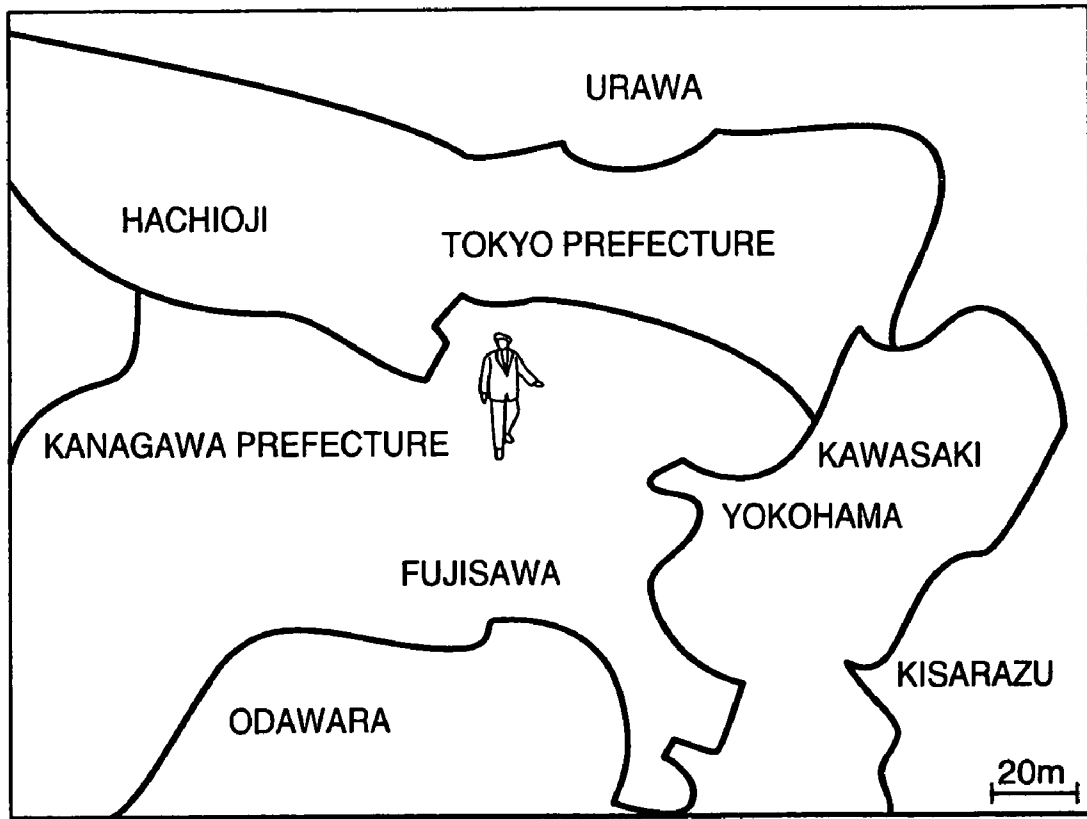 URAWA
HACHIOJI
TOKYO PREFECTURE
KANAGAWA PREFECTURE
KAWASAKI
YOKOHAMA
FUJISAWA
KISARAZU
ODAWARA
20m